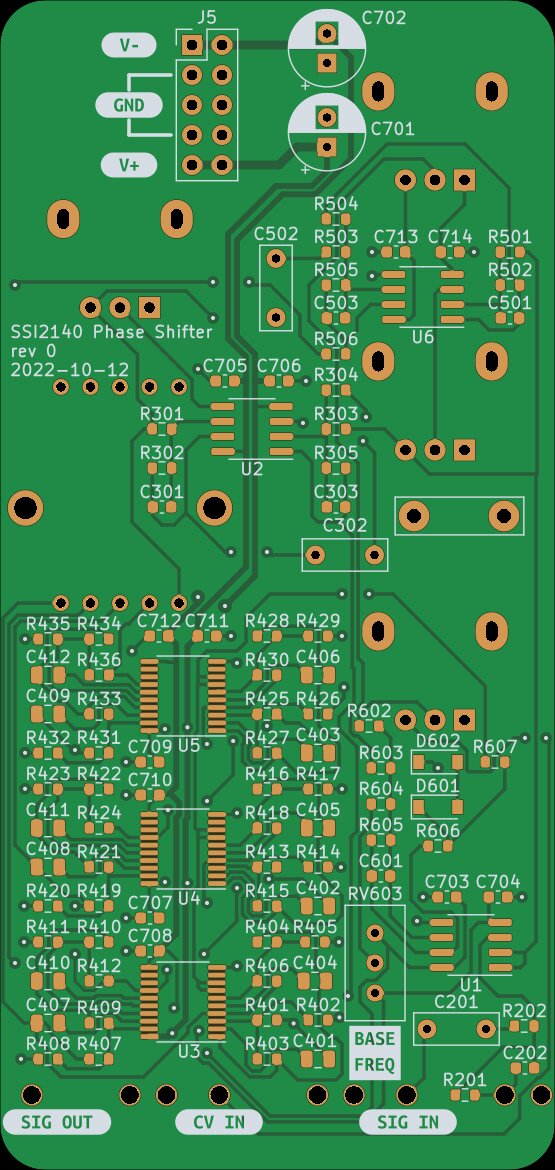 J5
C702
V-
GND
C701
V+
R504
C502
R503
C713
C714
R501
R505
R502
C503
C501
SSI2140 Phase Shifter
rev 0
2022-10-12
U6
R506
C705
C706
R304
R301
R303
R302
U2
R305
C301
C303
C302
R435
R434
C712
C711
R428
R429
C412
R436
R430
C406
C409
R433
R425
R426
R602
R432
R431
U5
R427
C403
D602
R607
C709
R603
R423
R422
C710
R416
R417
D601
R604
C411
R424
R418
C405
R605
R606
C408
R421
R413
R414
C601
R420
R419
U4
R415
C402
RV603
C703
C704
C707
R411
R410
C708
R404
R405
C410
R412
R406
C404
U1
C407
R409
R401
R402
C201
R202
R408
R407
U3
R403
C401
BASE
FREQ
C202
R201
SIG OUT
CV IN
SIG IN